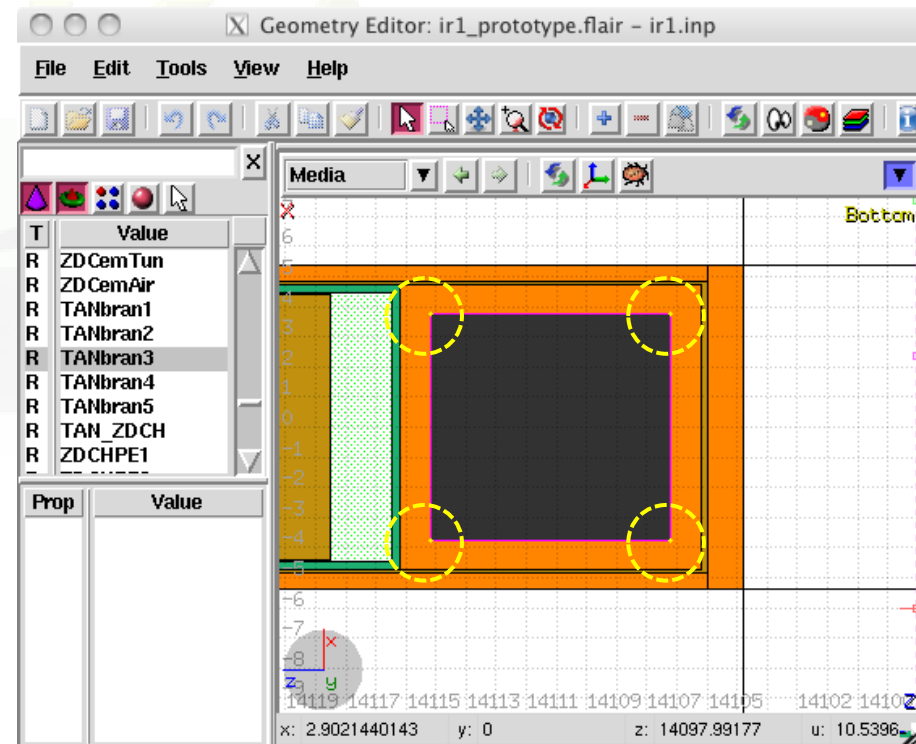 X Geometry Editor: ir1_prototype.flair – ir1.inp
File Edit Tools View Help
X
Media
T Value
R ZDCemTun
R ZDCemAir
R TANbran1
R TANbran2
R TANbran3
R TANbran4
R TANbran5
R TAN_ZDCH
R ZDCHPE1
Prop Value
Bottom
6
5
4
3
2
1
0
-1
-2
-3
-4
-5
-6
-7
-8
x
z y
14119 14117 14115 14113 14111 14109 14107 14105 14102
x: 2.9021440143 y: 0 z: 14097.99177 u: 10.5396